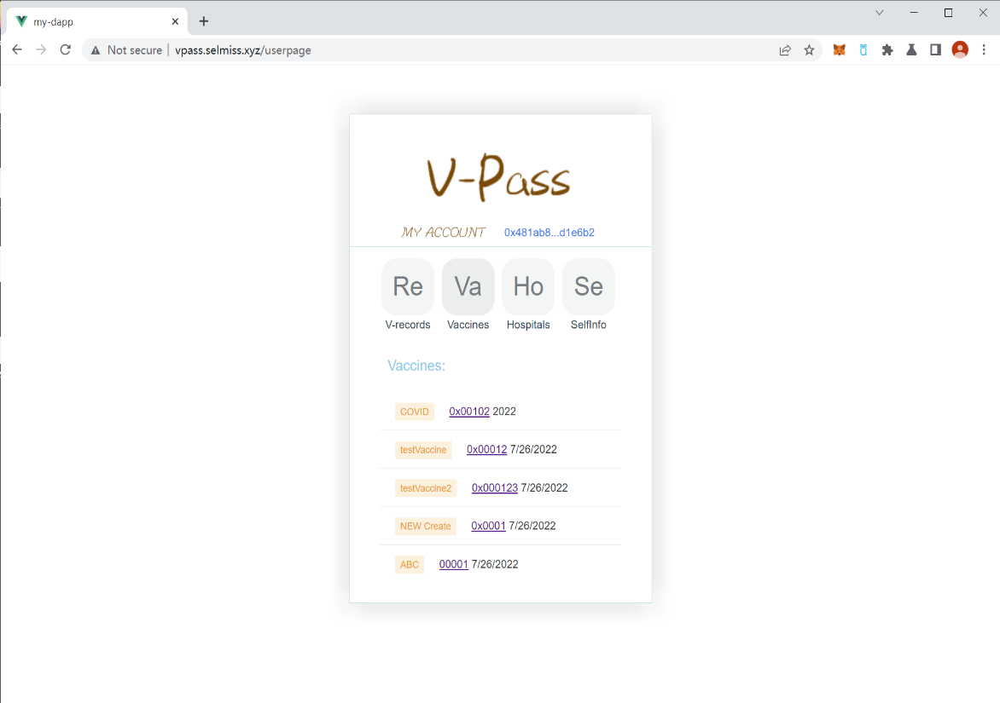 my-dapp
Not secure | vpass.selmiss.xyz/userpage
V-Pass
MY ACCOUNT 0x481ab8...d1e6b2
Re Va Ho Se
V-records Vaccines Hospitals SelfInfo
Vaccines:
COVID 0x00102 2022
testVaccine 0x00012 7/26/2022
testVaccine2 0x000123 7/26/2022
NEW Create 0x0001 7/26/2022
ABC 00001 7/26/2022